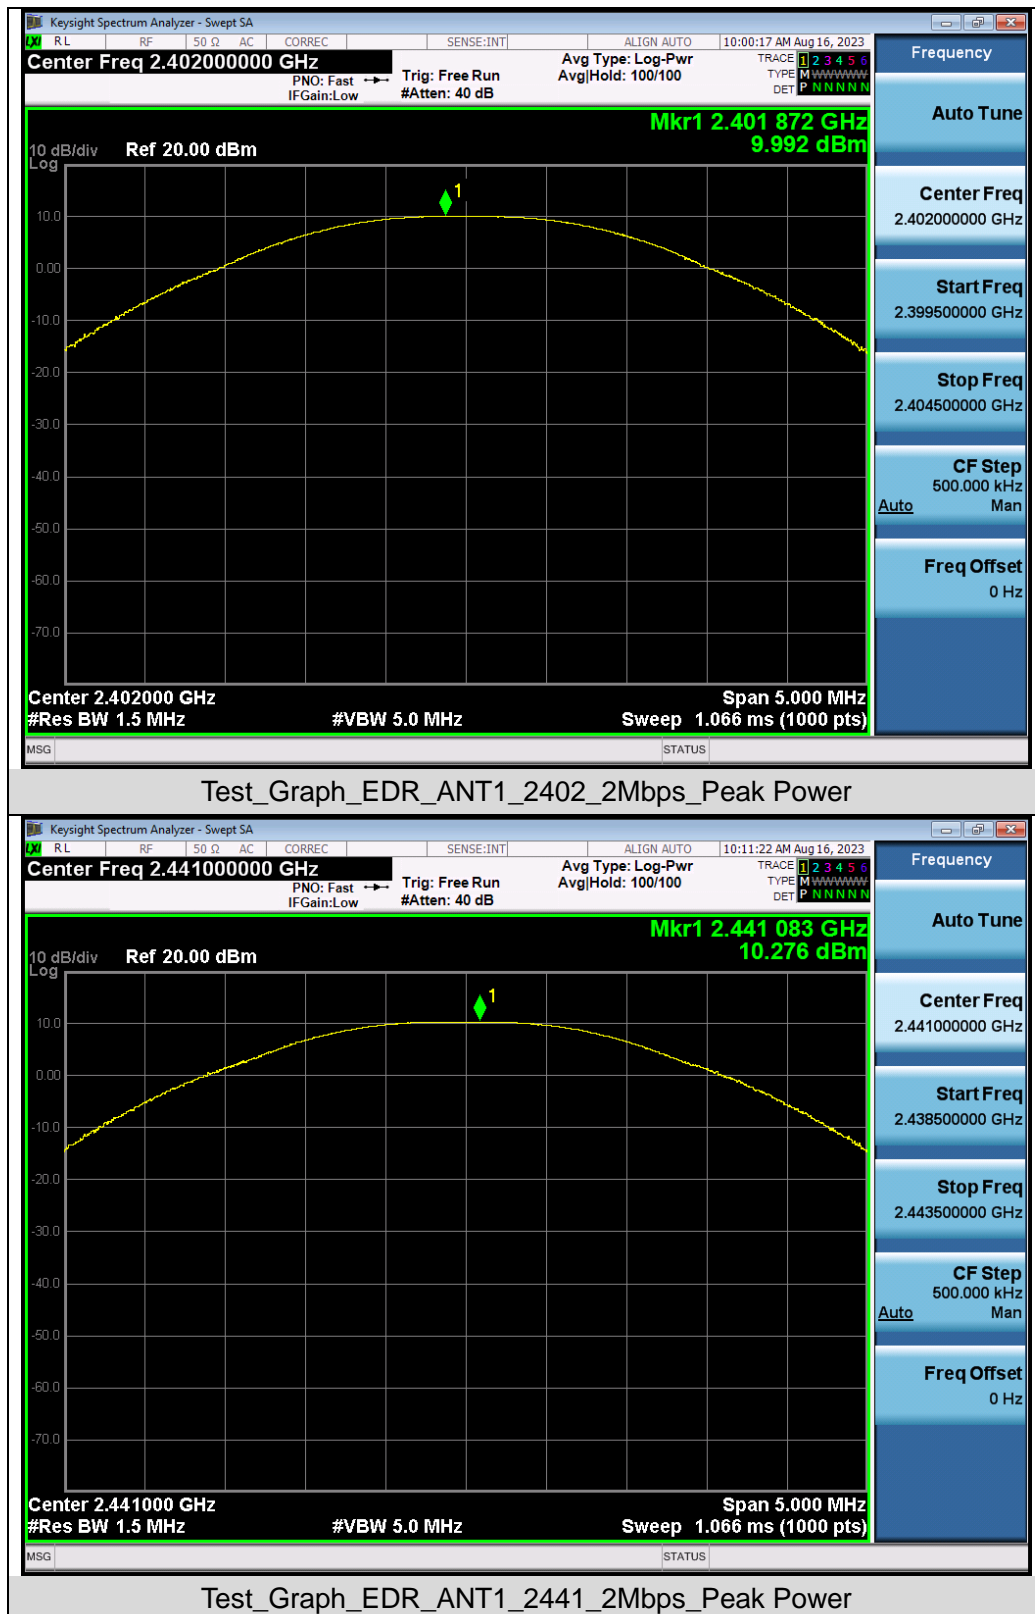 Keysight Spectrum Analyzer - Swept SA
LXI RL RF 50 Ω AC CORREC SENSE:INT ALIGN AUTO 10:00:17 AM Aug 16, 2023
Center Freq 2.402000000 GHz
PNO: Fast
IFGain:Low
Trig: Free Run
#Atten: 40 dB
Avg Type: Log-Pwr
Avg|Hold: 100/100
TRACE 1 2 3 4 5 6
TYPE M WWWWW
DET P N N N N N
Mkr1 2.401 872 GHz
9.992 dBm
10 dB/div Ref 20.00 dBm
Log
1
10.0
0.00
-10.0
-20.0
-30.0
-40.0
-50.0
-60.0
-70.0
Center 2.402000 GHz Span 5.000 MHz
#Res BW 1.5 MHz #VBW 5.0 MHz Sweep 1.066 ms (1000 pts)
MSG STATUS
Frequency
Auto Tune
Center Freq
2.402000000 GHz
Start Freq
2.399500000 GHz
Stop Freq
2.404500000 GHz
CF Step
500.000 kHz
Auto Man
Freq Offset
0 Hz
Test_Graph_EDR_ANT1_2402_2Mbps_Peak Power
Keysight Spectrum Analyzer - Swept SA
LXI RL RF 50 Ω AC CORREC SENSE:INT ALIGN AUTO 10:11:22 AM Aug 16, 2023
Center Freq 2.441000000 GHz
PNO: Fast
IFGain:Low
Trig: Free Run
#Atten: 40 dB
Avg Type: Log-Pwr
Avg|Hold: 100/100
TRACE 1 2 3 4 5 6
TYPE M WWWWW
DET P N N N N N
Mkr1 2.441 083 GHz
10.276 dBm
10 dB/div Ref 20.00 dBm
Log
1
10.0
0.00
-10.0
-20.0
-30.0
-40.0
-50.0
-60.0
-70.0
Center 2.441000 GHz Span 5.000 MHz
#Res BW 1.5 MHz #VBW 5.0 MHz Sweep 1.066 ms (1000 pts)
MSG STATUS
Frequency
Auto Tune
Center Freq
2.441000000 GHz
Start Freq
2.438500000 GHz
Stop Freq
2.443500000 GHz
CF Step
500.000 kHz
Auto Man
Freq Offset
0 Hz
Test_Graph_EDR_ANT1_2441_2Mbps_Peak Power